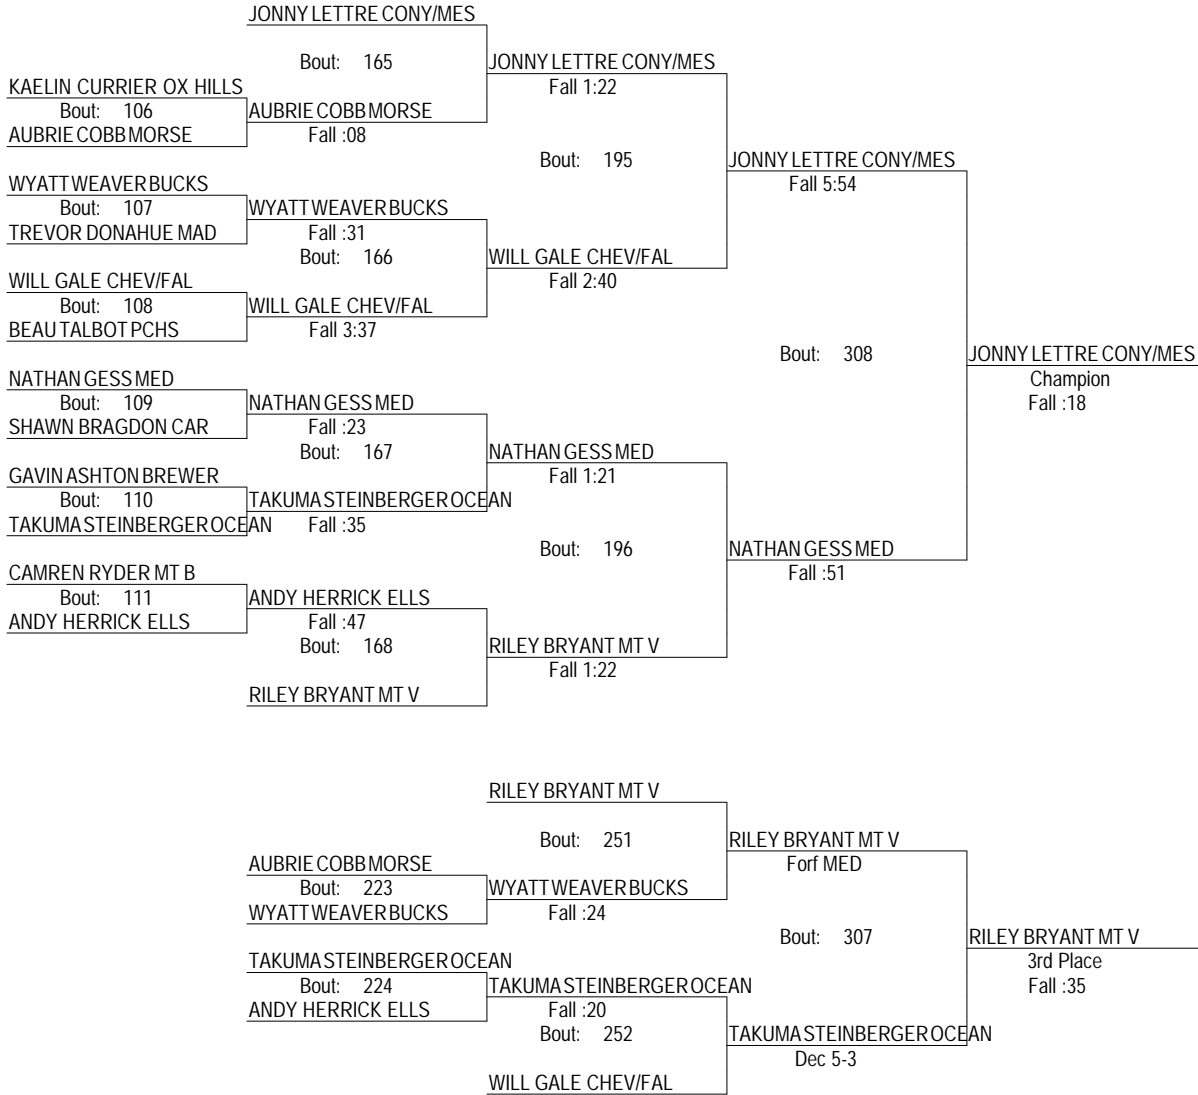 JONNY LETTRE CONY/MES
Bout: 165
JONNY LETTRE CONY/MES
Fall 1:22
KAELIN CURRIER OX HILLS
Bout: 106
AUBRIE COBB MORSE
AUBRIE COBB MORSE
Fall :08
Bout: 195
JONNY LETTRE CONY/MES
Fall 5:54
WYATT WEAVER BUCKS
Bout: 107
WYATT WEAVER BUCKS
TREVOR DONAHUE MAD
Fall :31
Bout: 166
WILL GALE CHEV/FAL
Fall 2:40
WILL GALE CHEV/FAL
Bout: 108
WILL GALE CHEV/FAL
BEAU TALBOT PCHS
Fall 3:37
Bout: 308
JONNY LETTRE CONY/MES
Champion
Fall :18
NATHAN GESS MED
Bout: 109
NATHAN GESS MED
SHAWN BRAGDON CAR
Fall :23
Bout: 167
NATHAN GESS MED
Fall 1:21
GAVIN ASHTON BREWER
Bout: 110
TAKUMA STEINBERGER OCEAN
TAKUMA STEINBERGER OCEAN
Fall :35
Bout: 196
NATHAN GESS MED
Fall :51
CAMREN RYDER MT B
Bout: 111
ANDY HERRICK ELLS
ANDY HERRICK ELLS
Fall :47
Bout: 168
RILEY BRYANT MT V
Fall 1:22
RILEY BRYANT MT V
RILEY BRYANT MT V
Bout: 251
RILEY BRYANT MT V
Forf MED
AUBRIE COBB MORSE
Bout: 223
WYATT WEAVER BUCKS
WYATT WEAVER BUCKS
Fall :24
Bout: 307
RILEY BRYANT MT V
3rd Place
Fall :35
TAKUMA STEINBERGER OCEAN
Bout: 224
TAKUMA STEINBERGER OCEAN
ANDY HERRICK ELLS
Fall :20
Bout: 252
TAKUMA STEINBERGER OCEAN
Dec 5-3
WILL GALE CHEV/FAL